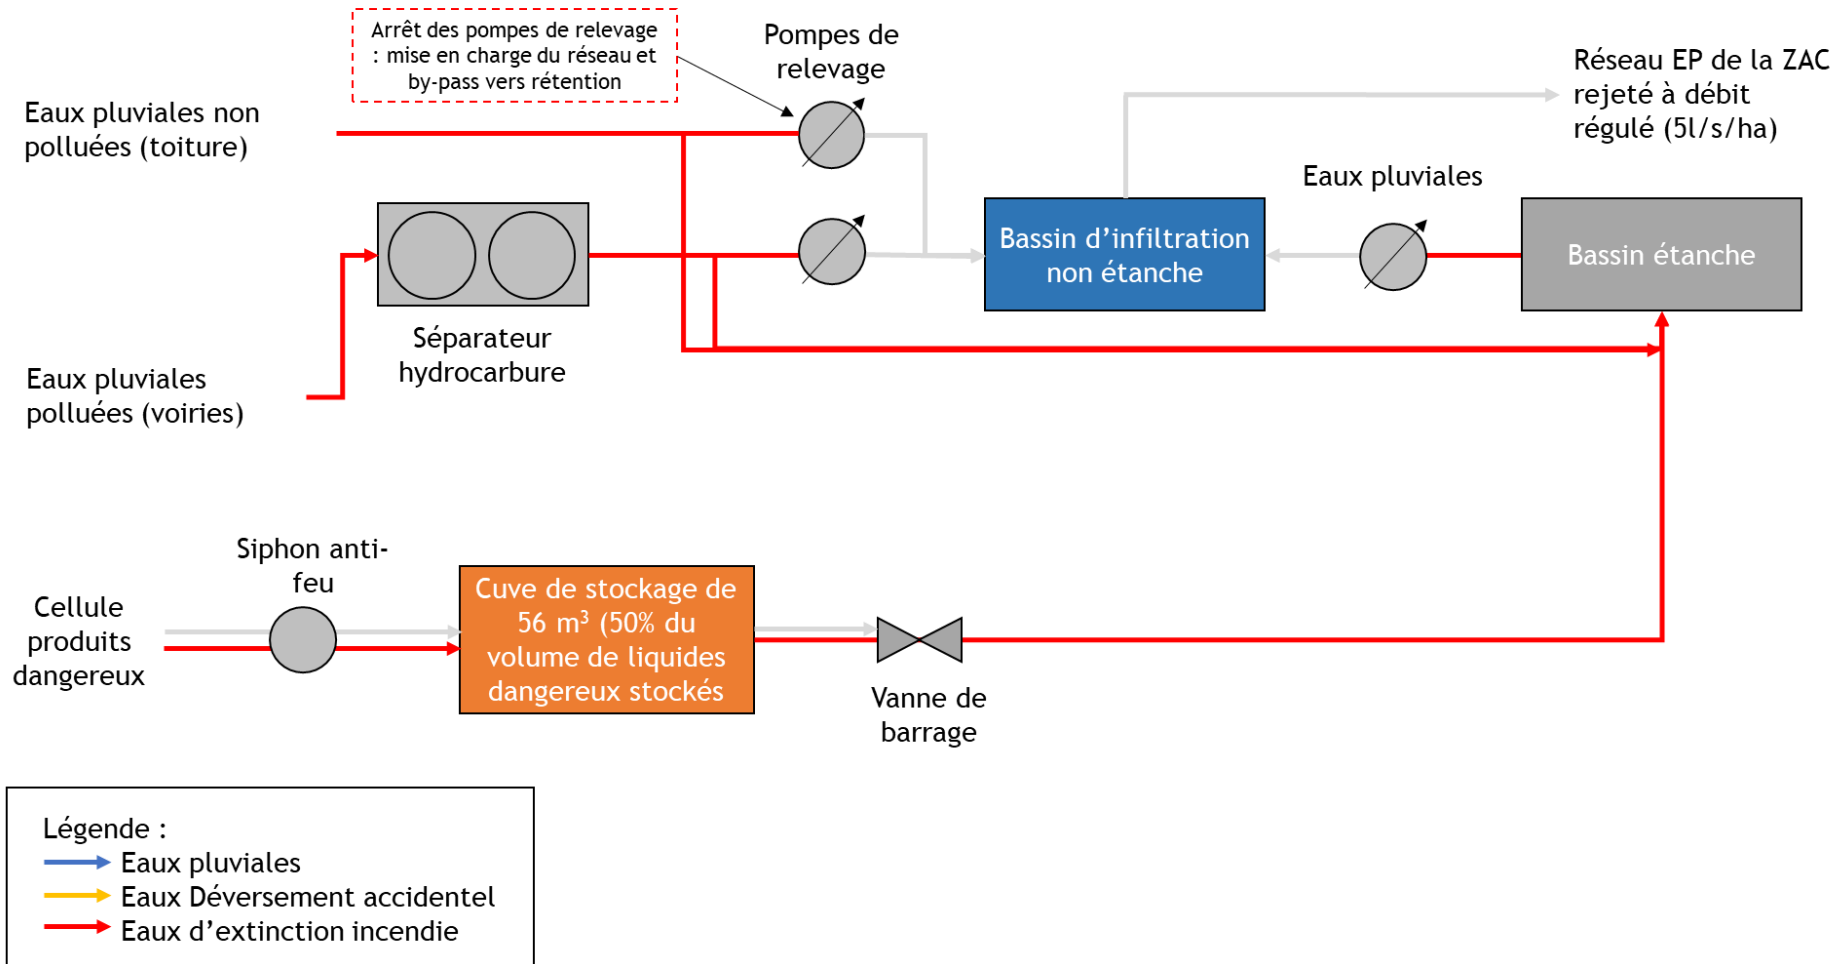 Arrêt des pompes de relevage
: mise en charge du réseau et
by-pass vers rétention
Pompes de
relevage
Réseau EP de la ZAC
rejeté à débit
régulé (5l/s/ha)
Eaux pluviales non
polluées (toiture)
Eaux pluviales
Bassin d’infiltration
non étanche
Bassin étanche
Séparateur
hydrocarbure
Eaux pluviales
polluées (voiries)
Siphon anti-
feu
Cellule
produits
dangereux
Cuve de stockage de
56 m³ (50% du
volume de liquides
dangereux stockés
Vanne de
barrage
Légende :
Eaux pluviales
Eaux Déversement accidentel
Eaux d’extinction incendie